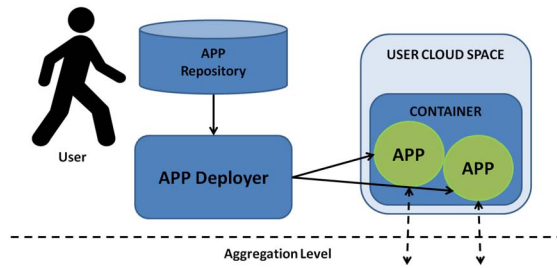 APP
Repository
USER CLOUD SPACE
CONTAINER
User
APP Deployer
APP
APP
Aggregation Level